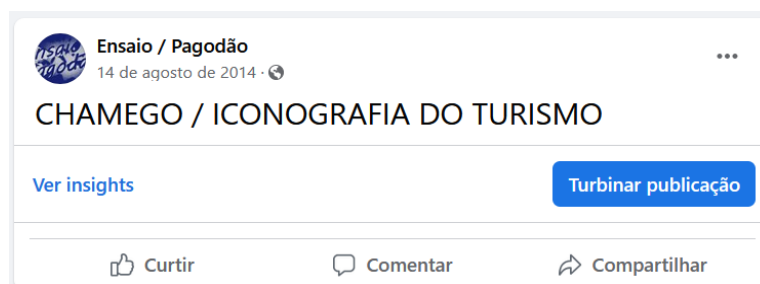 Ensaio / Pagodão
14 de agosto de 2014 ·
CHAMEGO / ICONOGRAFIA DO TURISMO
Ver insights
Turbinar publicação
Curtir
Comentar
Compartilhar